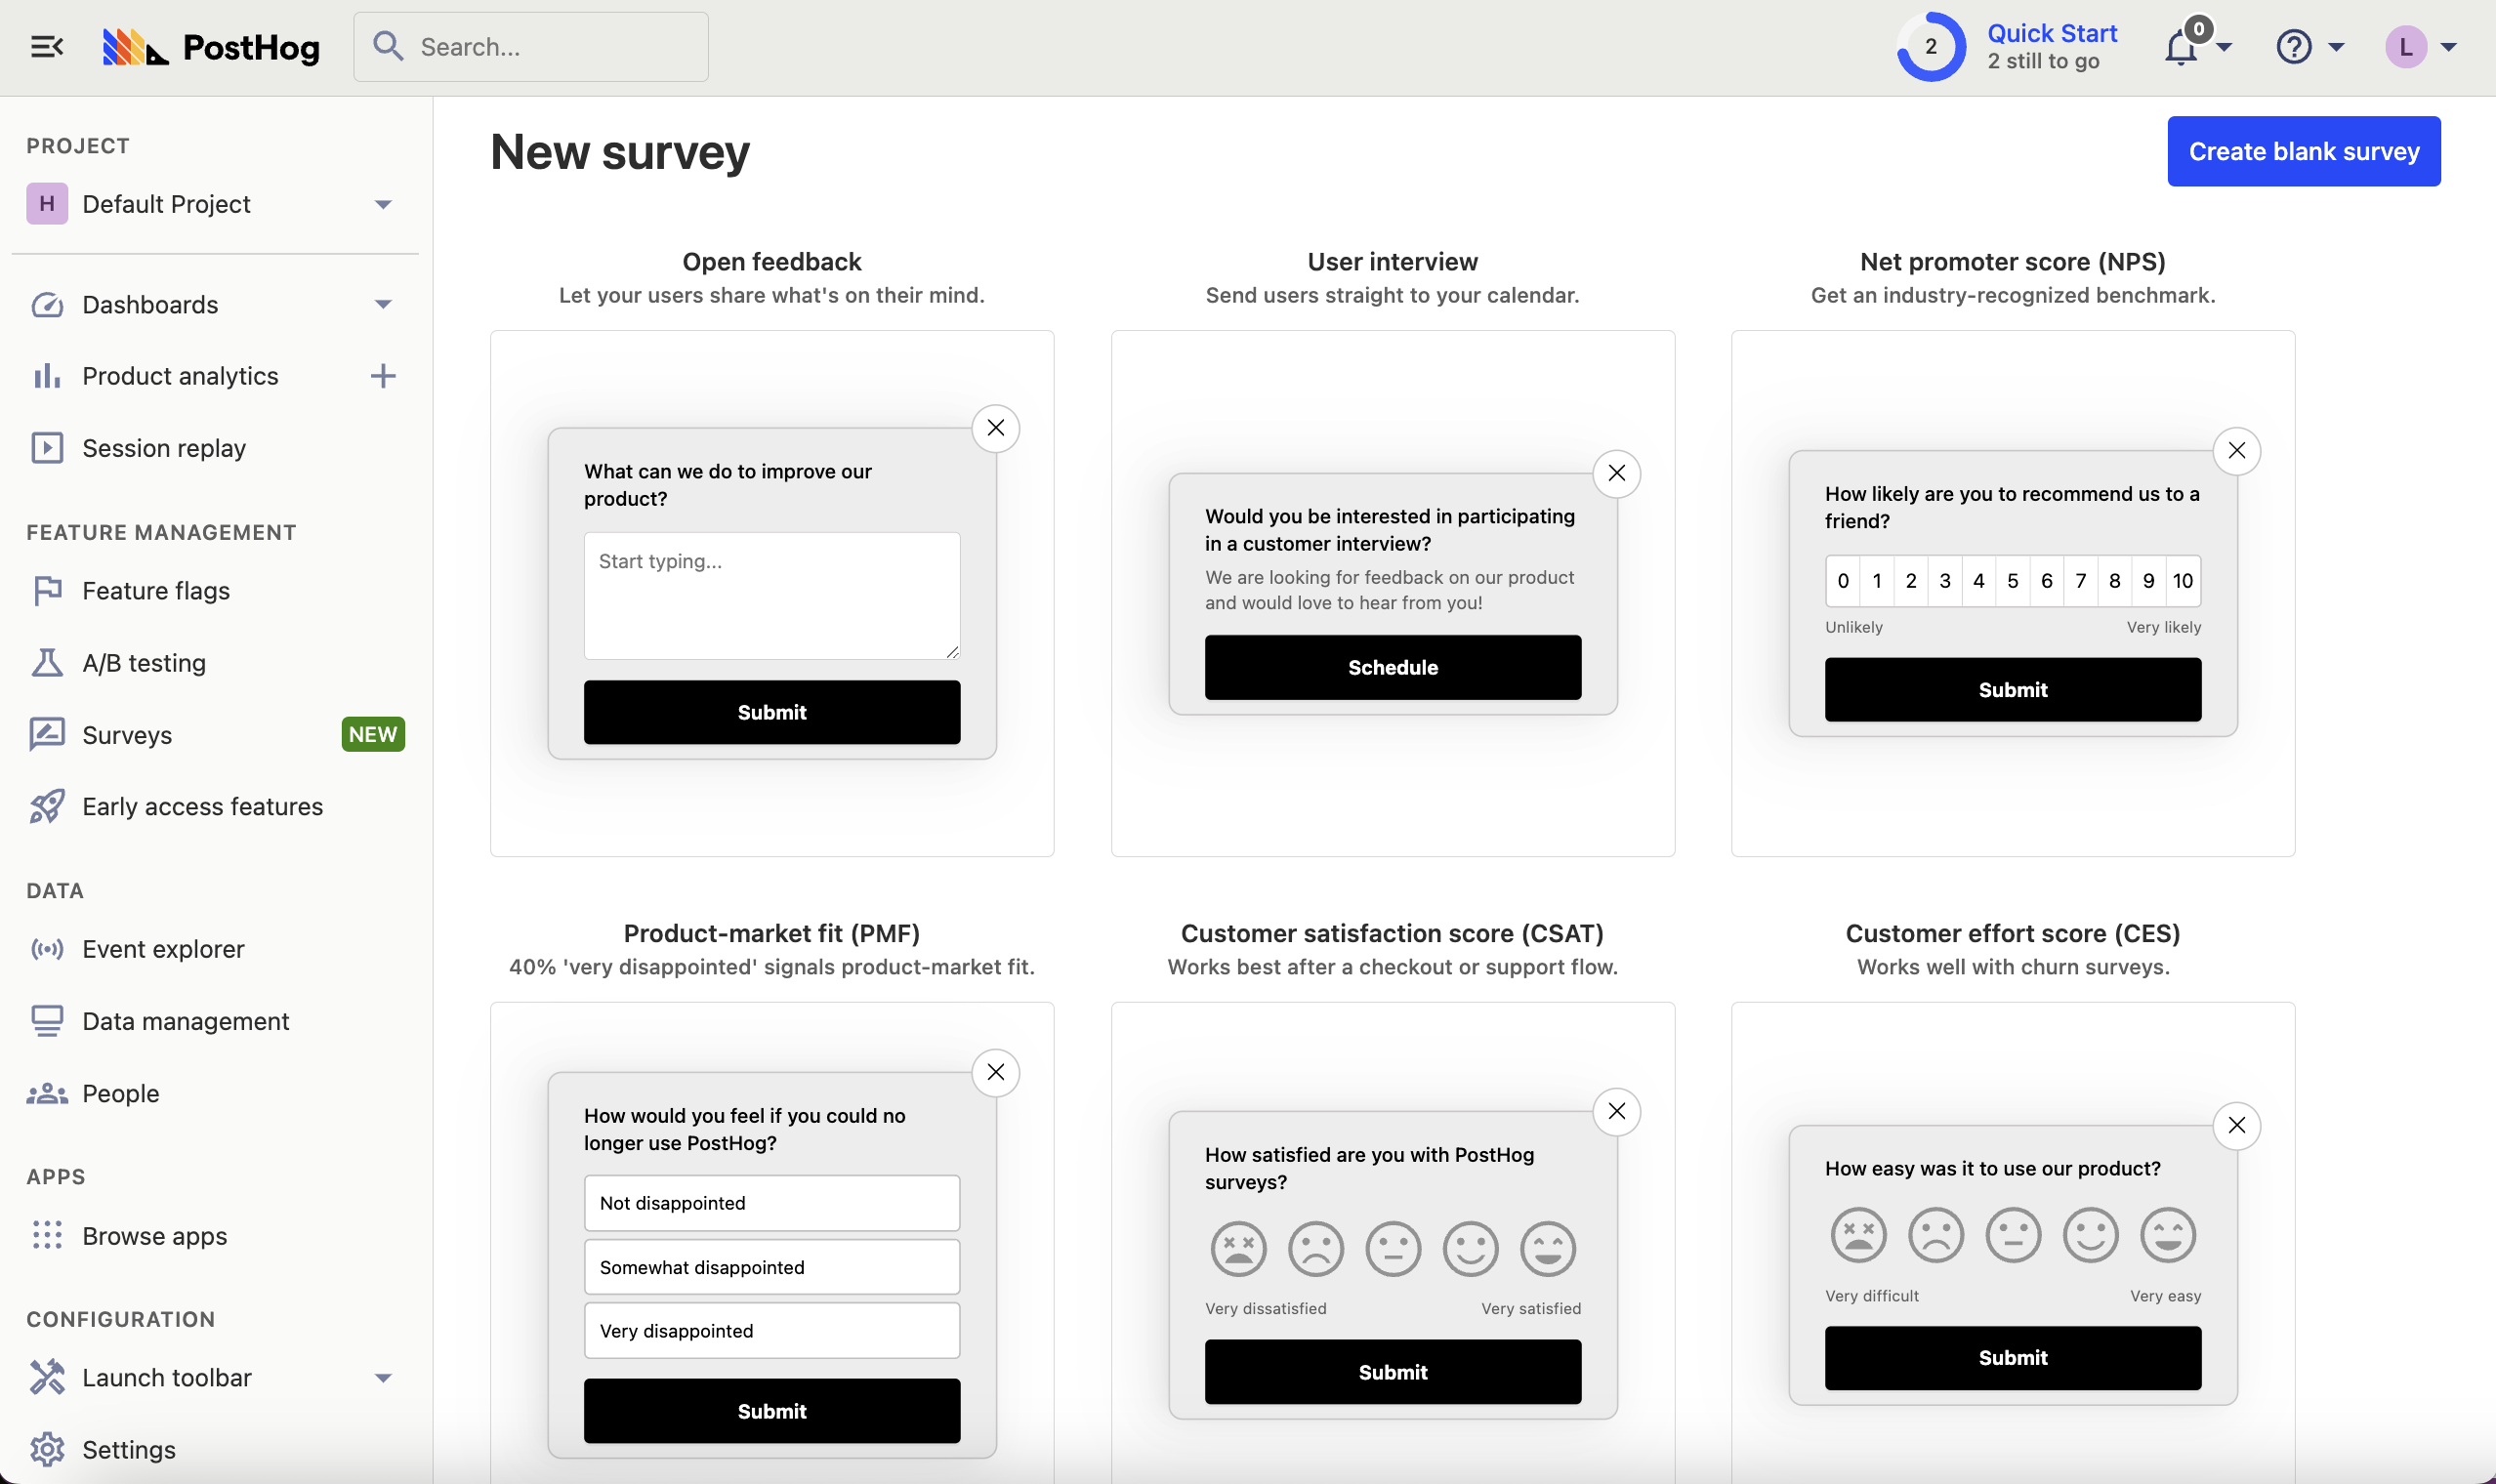 PostHog
Search...
2
Quick Start
2 still to go
0
L
PROJECT
H
Default Project
Dashboards
Product analytics
Session replay
FEATURE MANAGEMENT
Feature flags
A/B testing
Surveys
NEW
Early access features
DATA
Event explorer
Data management
People
APPS
Browse apps
CONFIGURATION
Launch toolbar
Settings
New survey
Create blank survey
Open feedback
Let your users share what's on their mind.
What can we do to improve our
product?
Start typing...
Submit
User interview
Send users straight to your calendar.
Would you be interested in participating
in a customer interview?
We are looking for feedback on our product
and would love to hear from you!
Schedule
Net promoter score (NPS)
Get an industry-recognized benchmark.
How likely are you to recommend us to a
friend?
0 1 2 3 4 5 6 7 8 9 10
Unlikely
Very likely
Submit
Product-market fit (PMF)
40% 'very disappointed' signals product-market fit.
How would you feel if you could no
longer use PostHog?
Not disappointed
Somewhat disappointed
Very disappointed
Submit
Customer satisfaction score (CSAT)
Works best after a checkout or support flow.
How satisfied are you with PostHog
surveys?
Very dissatisfied
Very satisfied
Submit
Customer effort score (CES)
Works well with churn surveys.
How easy was it to use our product?
Very difficult
Very easy
Submit